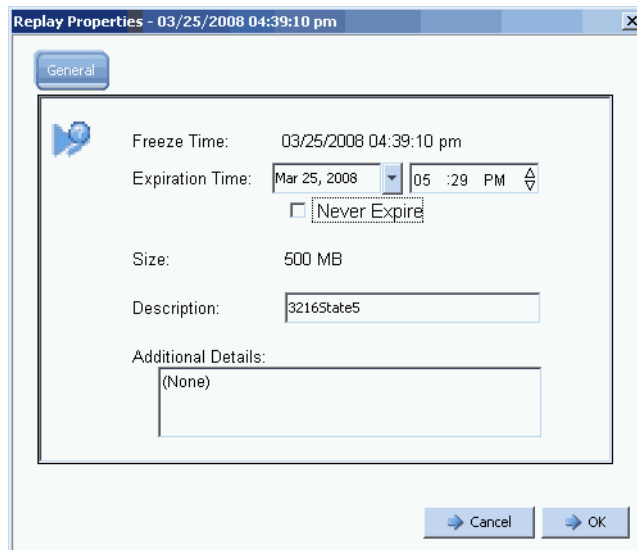 Replay Properties - 03/25/2008 04:39:10 pm
General
Freeze Time: 03/25/2008 04:39:10 pm
Expiration Time: Mar 25, 2008 05 :29 PM
Never Expire
Size: 500 MB
Description: 3216State5
Additional Details:
(None)
Cancel OK